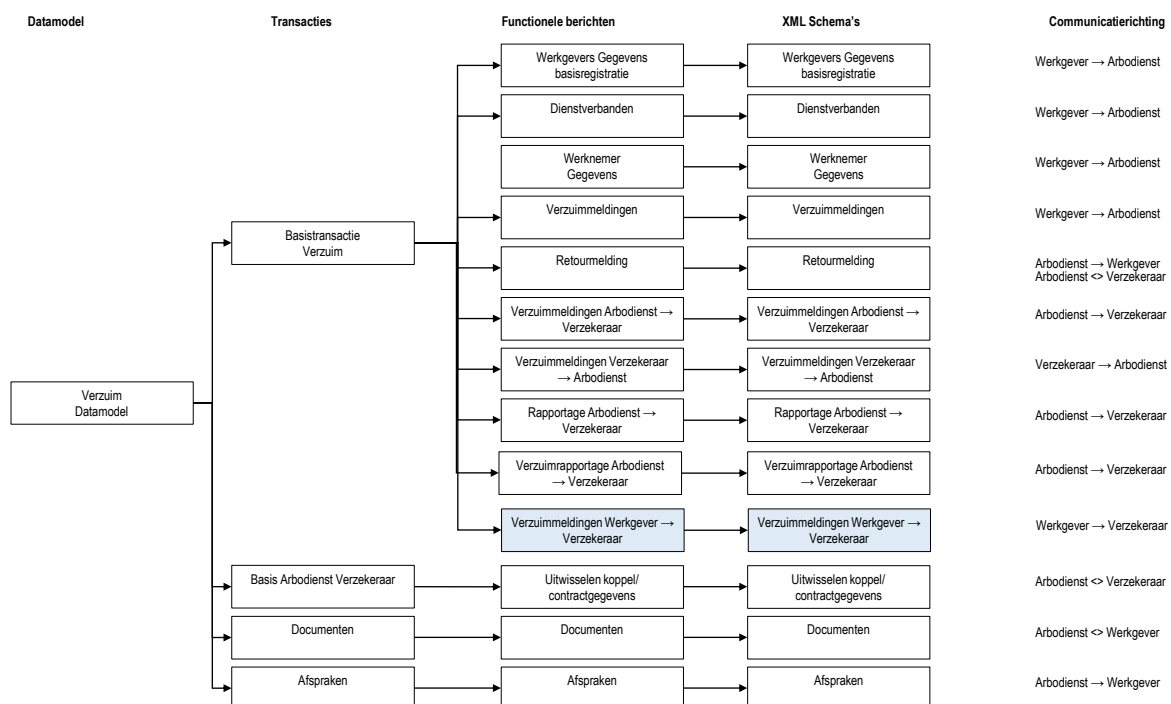 Datamodel
Transacties
Functionele berichten
XML Schema's
Communicatierichting
Werkgevers Gegevens
basisregistratie
Werkgevers Gegevens
basisregistratie
Werkgever → Arbodienst
Dienstverbanden
Dienstverbanden
Werkgever → Arbodienst
Werknemer
Gegevens
Werknemer
Gegevens
Werkgever → Arbodienst
Verzuimmeldingen
Verzuimmeldingen
Werkgever → Arbodienst
Basistransactie
Verzuim
Retourmelding
Retourmelding
Arbodienst → Werkgever
Arbodienst <> Verzekeraar
Verzuimmeldingen Arbodienst →
Verzekeraar
Verzuimmeldingen Arbodienst →
Verzekeraar
Arbodienst → Verzekeraar
Verzuimmeldingen Verzekeraar
→ Arbodienst
Verzuimmeldingen Verzekeraar
→ Arbodienst
Verzekeraar → Arbodienst
Verzuim
Datamodel
Rapportage Arbodienst →
Verzekeraar
Rapportage Arbodienst →
Verzekeraar
Arbodienst → Verzekeraar
Verzuimrapportage Arbodienst
→ Verzekeraar
Verzuimrapportage Arbodienst
→ Verzekeraar
Arbodienst → Verzekeraar
Verzuimmeldingen Werkgever →
Verzekeraar
Verzuimmeldingen Werkgever →
Verzekeraar
Werkgever → Verzekeraar
Basis Arbodienst Verzekeraar
Uitwisselen koppel/
contractgegevens
Uitwisselen koppel/
contractgegevens
Arbodienst <> Verzekeraar
Documenten
Documenten
Documenten
Arbodienst <> Werkgever
Afspraken
Afspraken
Afspraken
Arbodienst → Werkgever